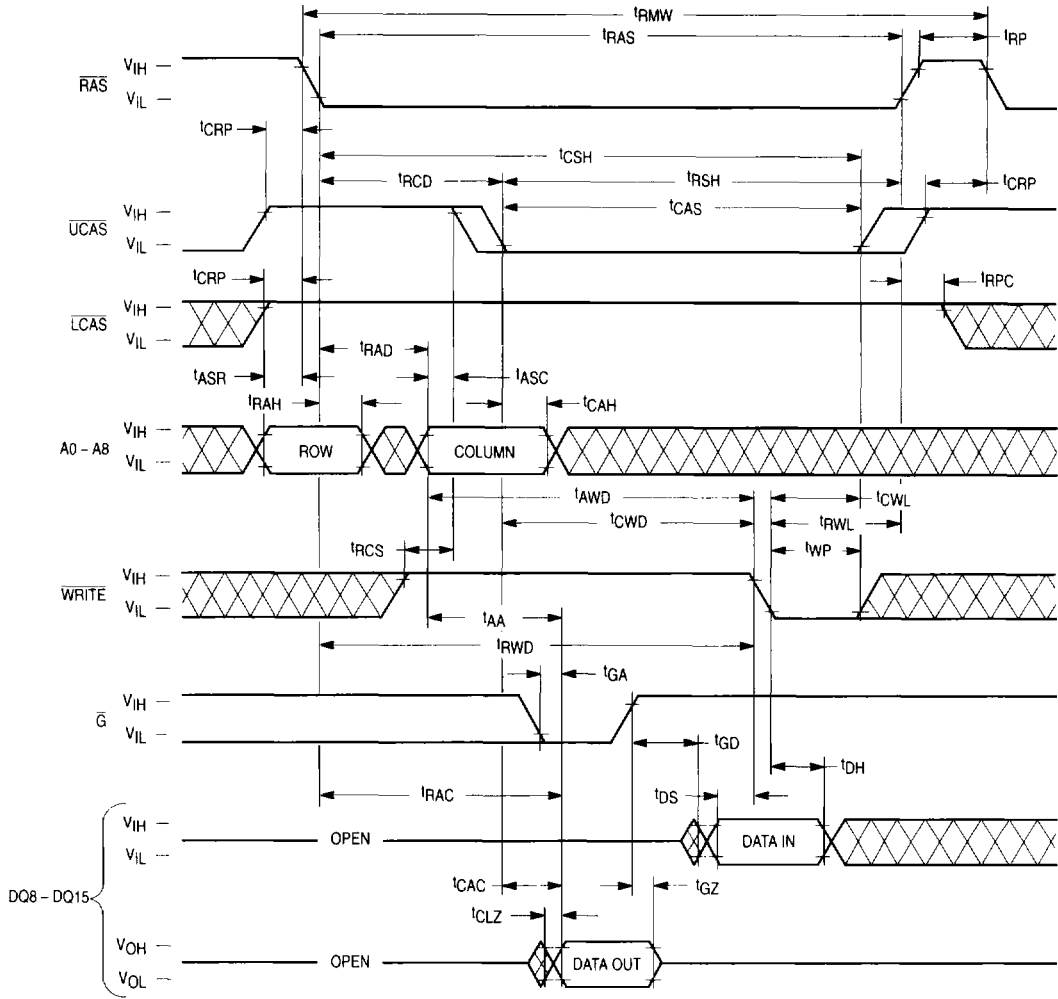 tRMW
tRAS
tRP
VIH
RAS
VIL
tCRP
tCSH
tRCD
tRSH
tCRP
tCAS
VIH
UCAS
VIL
tCRP
tRPC
VIH
LCAS
VIL
tRAD
tASR
tASC
tRAH
tCAH
VIH
A0 – A8
ROW
COLUMN
VIL
tAWD
tCWL
tCWD
tRWL
tRCS
tWP
VIH
WRITE
VIL
tAA
tRWD
tGA
VIH
G
VIL
tGD
tDH
tRAC
tDS
VIH
OPEN
DATA IN
VIL
tCAC
tGZ
DQ8 – DQ15
tCLZ
VOH
OPEN
DATA OUT
VOL